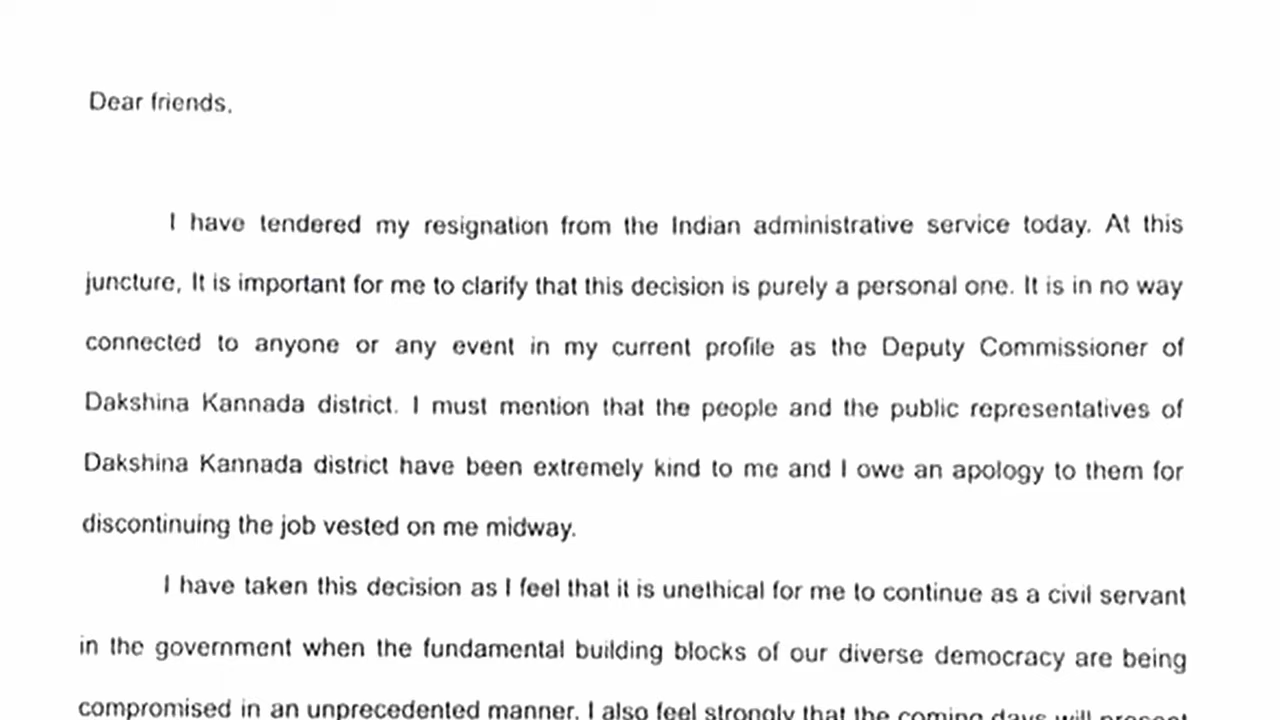 Dear friends,
I have tendered my resignation from the Indian administrative service today. At this
juncture, It is important for me to clarify that this decision is purely a personal one. It is in no way
connected to anyone or any event in my current profile as the Deputy Commissioner of
Dakshina Kannada district. I must mention that the people and the public representatives of
Dakshina Kannada district have been extremely kind to me and I owe an apology to them for
discontinuing the job vested on me midway.
I have taken this decision as I feel that it is unethical for me to continue as a civil servant
in the government when the fundamental building blocks of our diverse democracy are being
compromised in an unprecedented manner. I also feel strongly that the coming days will present